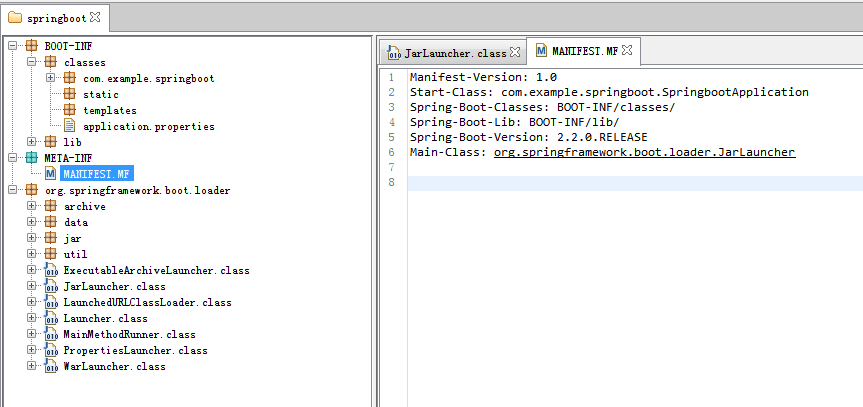 springboot
BOOT-INF
classes
com.example.springboot
static
templates
application.properties
lib
META-INF
MANIFEST.MF
org.springframework.boot.loader
archive
data
jar
util
ExecutableArchiveLauncher.class
JarLauncher.class
LaunchedURLClassLoader.class
Launcher.class
MainMethodRunner.class
PropertiesLauncher.class
WarLauncher.class
JarLauncher.class
MANIFEST.MF
1 Manifest-Version: 1.0
2 Start-Class: com.example.springboot.SpringbootApplication
3 Spring-Boot-Classes: BOOT-INF/classes/
4 Spring-Boot-Lib: BOOT-INF/lib/
5 Spring-Boot-Version: 2.2.0.RELEASE
6 Main-Class: org.springframework.boot.loader.JarLauncher
7
8